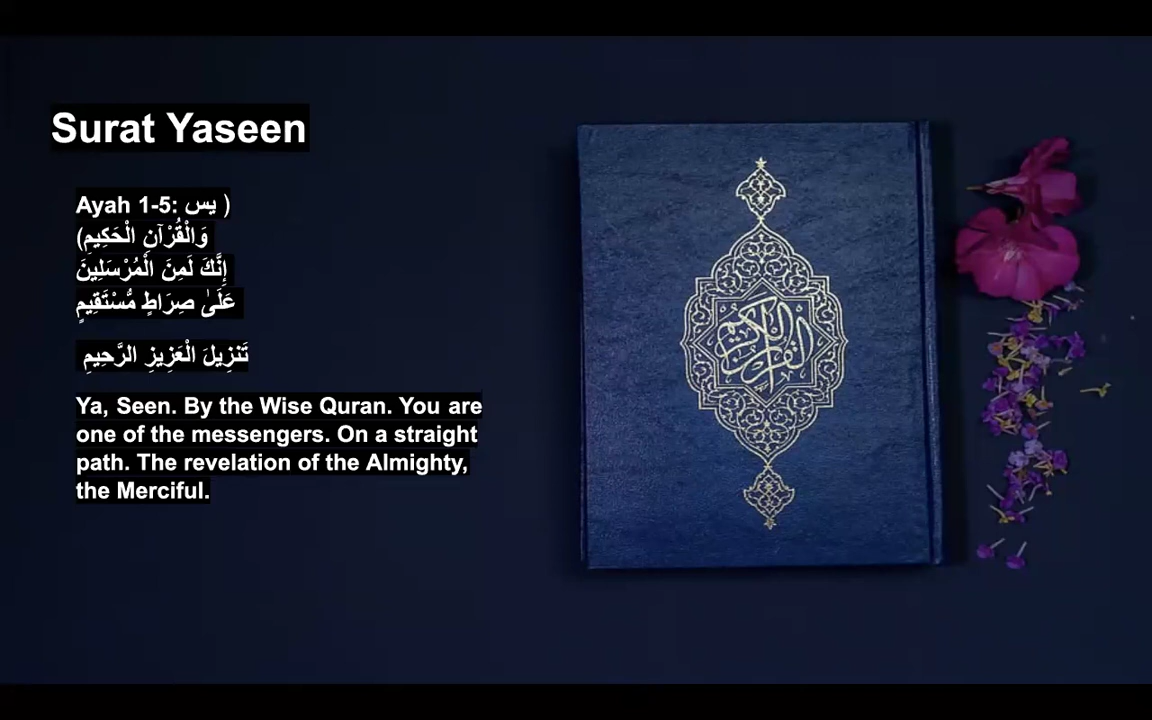 Surat Yaseen
Ayah 1-5: يس (
وَالْقُرْآنِ الْحَكِيمِ)
إِنَّكَ لَمِنَ الْمُرْسَلِينَ
عَلَىٰ صِرَاطٍ مُّسْتَقِيمٍ
تَنزِيلَ الْعَزِيزِ الرَّحِيمِ
Ya, Seen. By the Wise Quran. You are
one of the messengers. On a straight
path. The revelation of the Almighty,
the Merciful.
القرآن الكريم